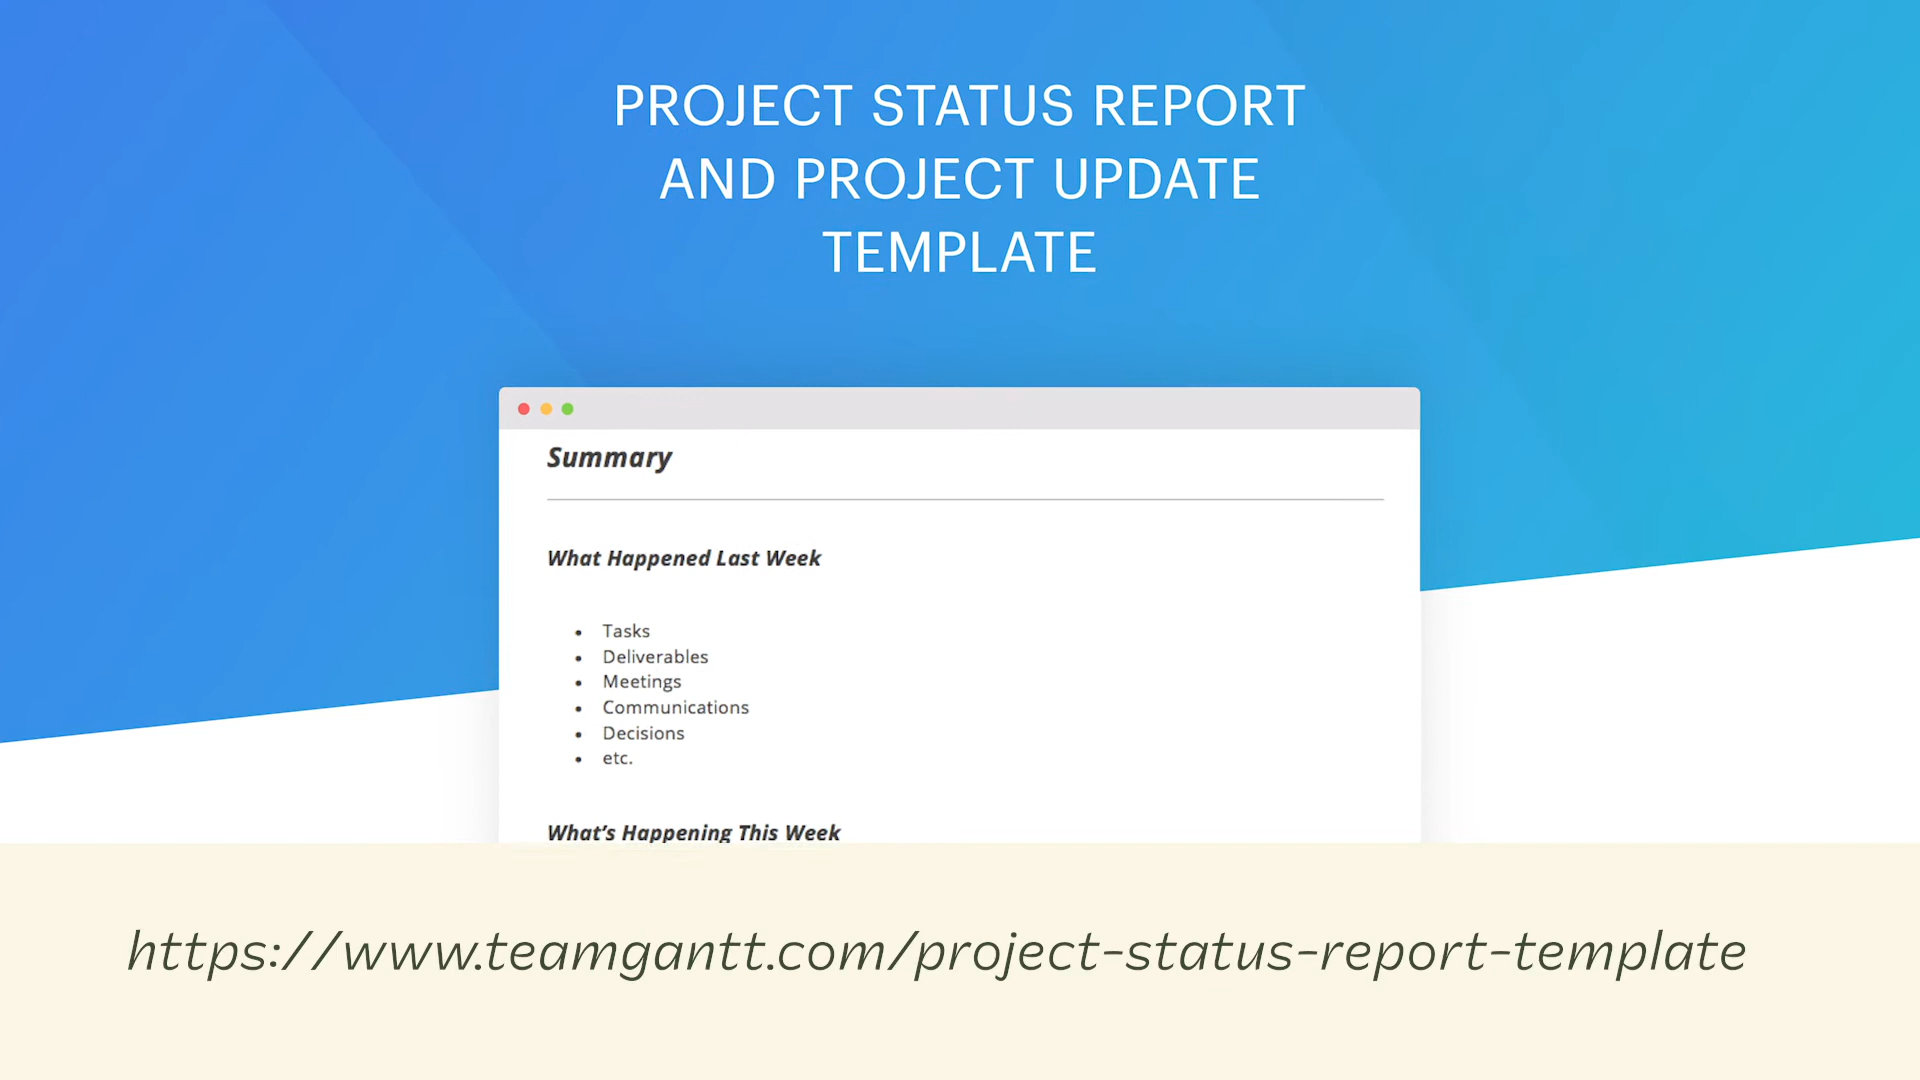 PROJECT STATUS REPORT
AND PROJECT UPDATE
TEMPLATE
Summary
What Happened Last Week
• Tasks
• Deliverables
• Meetings
• Communications
• Decisions
• etc.
What's Happening This Week
https://www.teamgantt.com/project-status-report-template